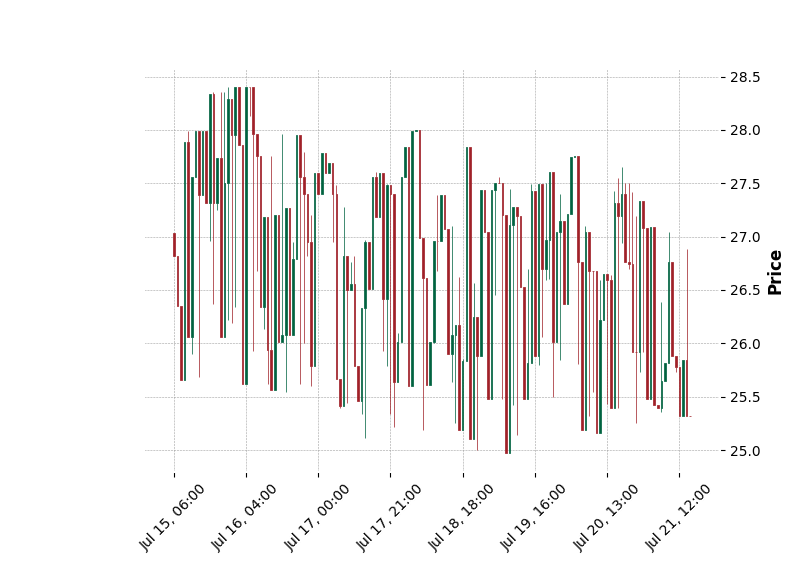 28.5
28.0
27.5
27.0
26.5
26.0
25.5
25.0
Price
Jul 15, 06:00
Jul 16, 04:00
Jul 17, 00:00
Jul 17, 21:00
Jul 18, 18:00
Jul 19, 16:00
Jul 20, 13:00
Jul 21, 12:00